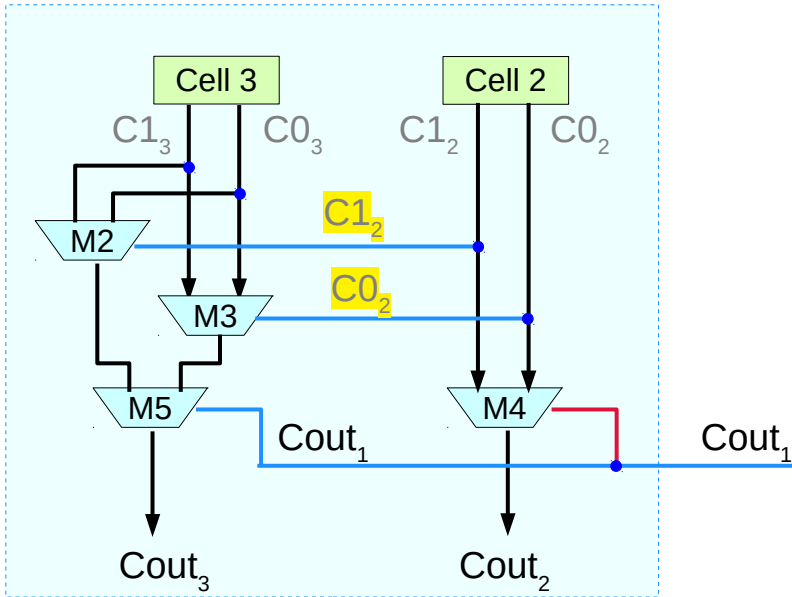 Cell 3
Cell 2
C1₃
C0₃
C1₂
C0₂
C1₂
M2
C0₂
M3
M5
M4
Cout₁
Cout₁
Cout₃
Cout₂